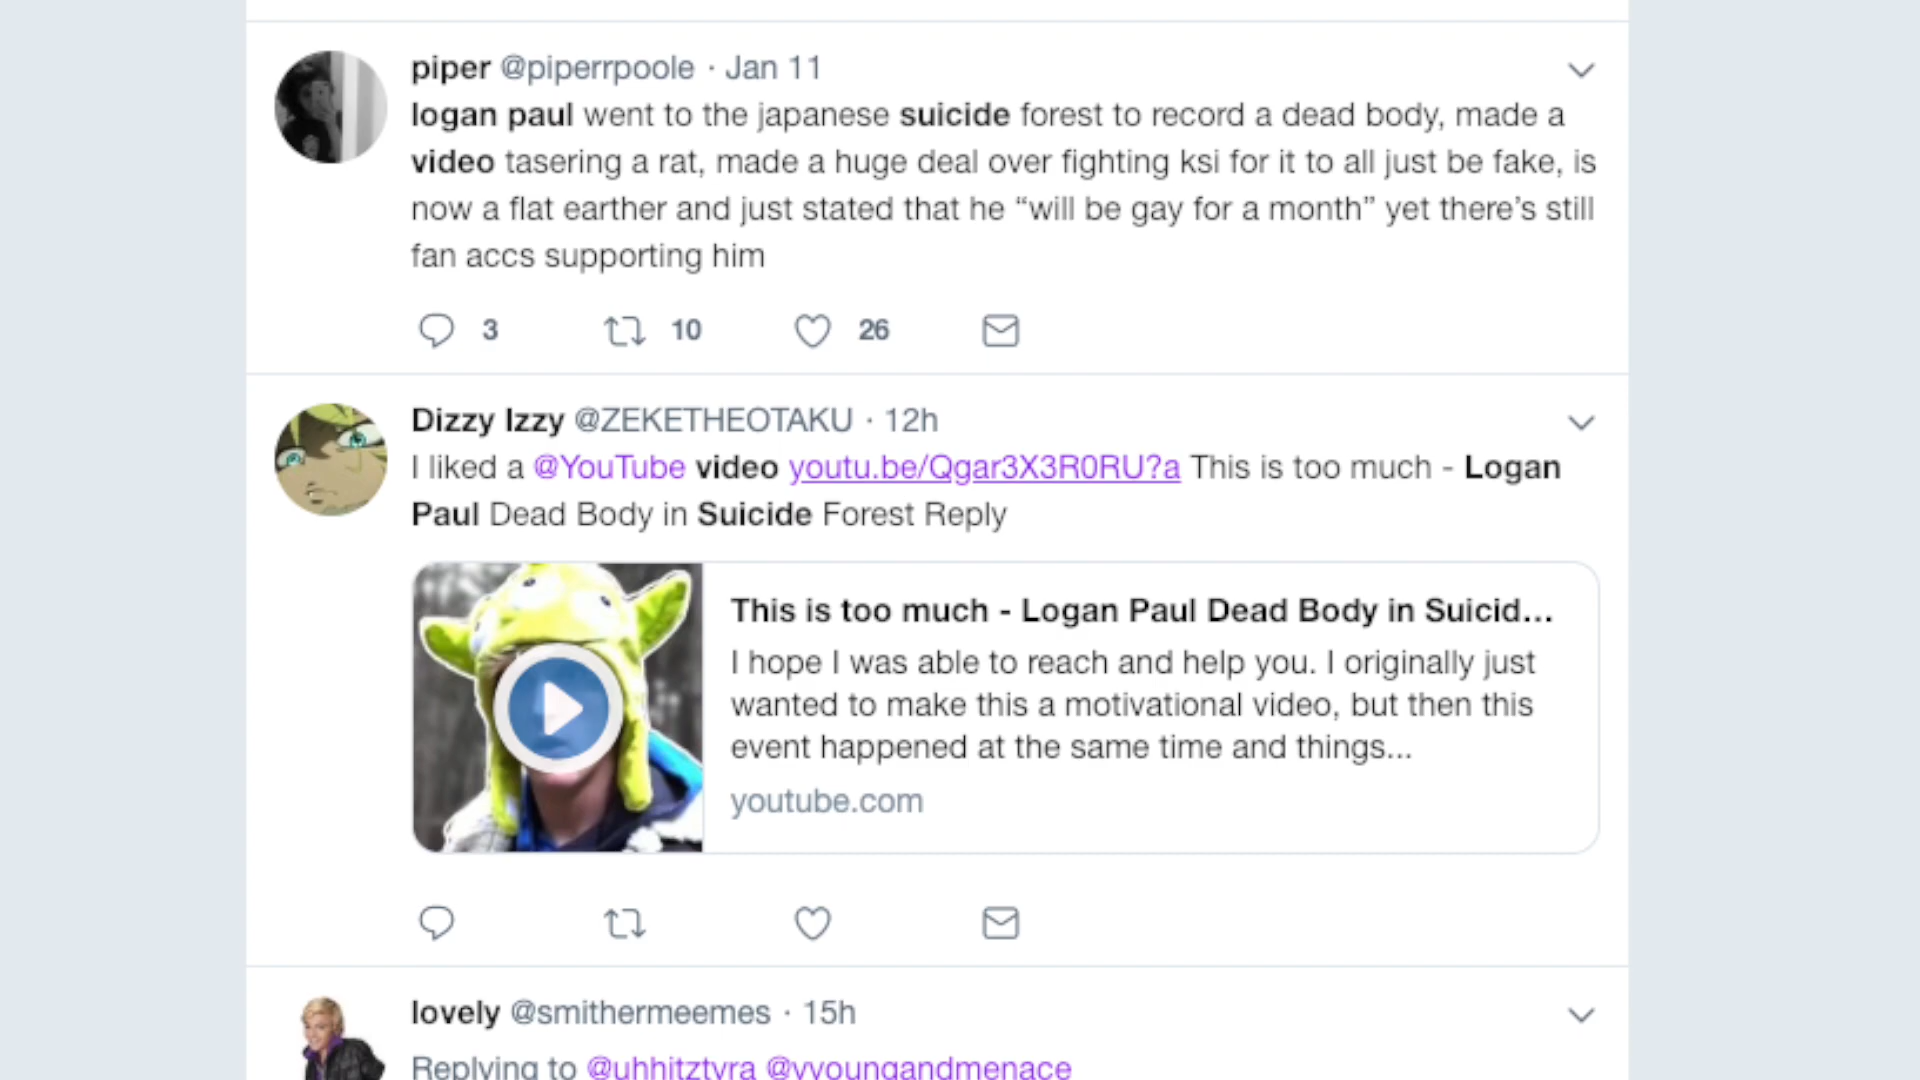 piper @piperrpoole · Jan 11
logan paul went to the japanese suicide forest to record a dead body, made a
video tasering a rat, made a huge deal over fighting ksi for it to all just be fake, is
now a flat earther and just stated that he “will be gay for a month” yet there’s still
fan accs supporting him
3 10 26
Dizzy Izzy @ZEKETHEOTAKU · 12h
I liked a @YouTube video youtu.be/Qgar3X3R0RU?a This is too much - Logan
Paul Dead Body in Suicide Forest Reply
This is too much - Logan Paul Dead Body in Suicid...
I hope I was able to reach and help you. I originally just
wanted to make this a motivational video, but then this
event happened at the same time and things...
youtube.com
lovely @smithermeemes · 15h
Replying to @uhhitztyra @yyoungandmenace